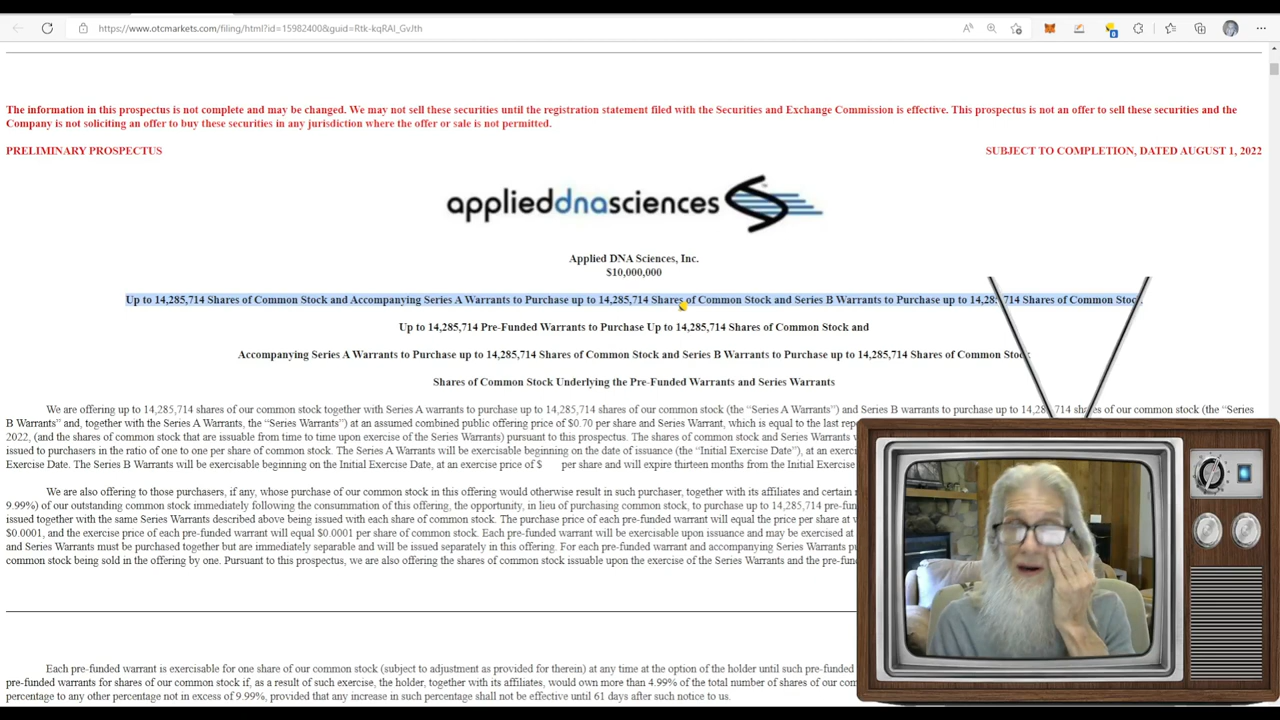 https://www.otcmarkets.com/filing/html?id=15982400&guid=Rtk-kqRAI_GvJth
The information in this prospectus is not complete and may be changed. We may not sell these securities until the registration statement filed with the Securities and Exchange Commission is effective. This prospectus is not an offer to sell these securities and the
Company is not soliciting an offer to buy these securities in any jurisdiction where the offer or sale is not permitted.
PRELIMINARY PROSPECTUS SUBJECT TO COMPLETION, DATED AUGUST 1, 2022
applieddnasciences
Applied DNA Sciences, Inc.
$10,000,000
Up to 14,285,714 Shares of Common Stock and Accompanying Series A Warrants to Purchase up to 14,285,714 Shares of Common Stock and Series B Warrants to Purchase up to 14,285,714 Shares of Common Stock
Up to 14,285,714 Pre-Funded Warrants to Purchase Up to 14,285,714 Shares of Common Stock and
Accompanying Series A Warrants to Purchase up to 14,285,714 Shares of Common Stock and Series B Warrants to Purchase up to 14,285,714 Shares of Common Stock
Shares of Common Stock Underlying the Pre-Funded Warrants and Series Warrants
We are offering up to 14,285,714 shares of our common stock together with Series A warrants to purchase up to 14,285,714 shares of our common stock (the “Series A Warrants”) and Series B warrants to purchase up to 14,285,714 shares of our common stock (the “Series
B Warrants” and, together with the Series A Warrants, the “Series Warrants”) at an assumed combined public offering price of $0.70 per share and Series Warrant, which is equal to the last
2022, (and the shares of common stock that are issuable from time to time upon exercise of the Series Warrants) pursuant to this prospectus. The shares of common stock and Series Warrants
issued to purchasers in the ratio of one to one per share of common stock. The Series A Warrants will be exercisable beginning on the date of issuance (the “Initial Exercise Date”), at an
Exercise Date. The Series B Warrants will be exercisable beginning on the Initial Exercise Date, at an exercise price of $ per share and will expire thirteen months from the Initial Exercise
We are also offering to those purchasers, if any, whose purchase of our common stock in this offering would otherwise result in such purchaser, together with its affiliates and certain
9.99%) of our outstanding common stock immediately following the consummation of this offering, the opportunity, in lieu of purchasing common stock, to purchase up to 14,285,714
issued together with the same Series Warrants described above being issued with each share of common stock. The purchase price of each pre-funded warrant will equal the price per share at
$0.0001, and the exercise price of each pre-funded warrant will equal $0.0001 per share of common stock. Each pre-funded warrant will be exercisable upon issuance and may be exercised at
and Series Warrants must be purchased together but are immediately separable and will be issued separately in this offering. For each pre-funded warrant and accompanying Series Warrants
common stock being sold in the offering by one. Pursuant to this prospectus, we are also offering the shares of common stock issuable upon the exercise of the Series Warrants and the
Each pre-funded warrant is exercisable for one share of our common stock (subject to adjustment as provided for therein) at any time at the option of the holder until such pre-funded
pre-funded warrants for shares of our common stock if, as a result of such exercise, the holder, together with its affiliates, would own more than 4.99% of the total number of shares of our
percentage to any other percentage not in excess of 9.99%, provided that any increase in such percentage shall not be effective until 61 days after such notice to us.